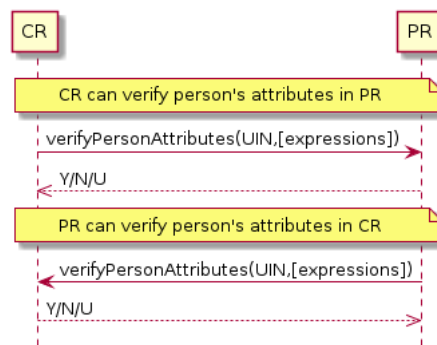 CR
PR
CR can verify person's attributes in PR
verifyPersonAttributes(UIN,[expressions])
Y/N/U
PR can verify person's attributes in CR
verifyPersonAttributes(UIN,[expressions])
Y/N/U